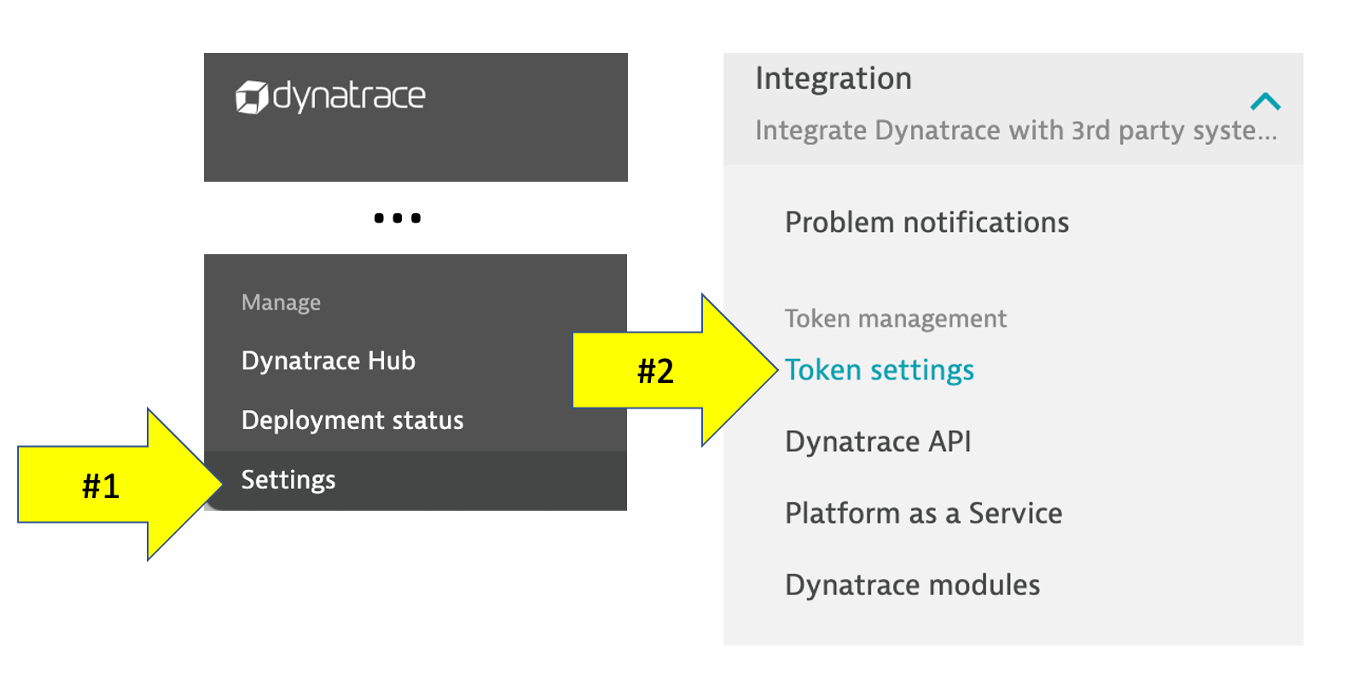 dynatrace
...
Manage
Dynatrace Hub
Deployment status
#1
Settings
Integration
Integrate Dynatrace with 3rd party syste...
Problem notifications
Token management
#2
Token settings
Dynatrace API
Platform as a Service
Dynatrace modules